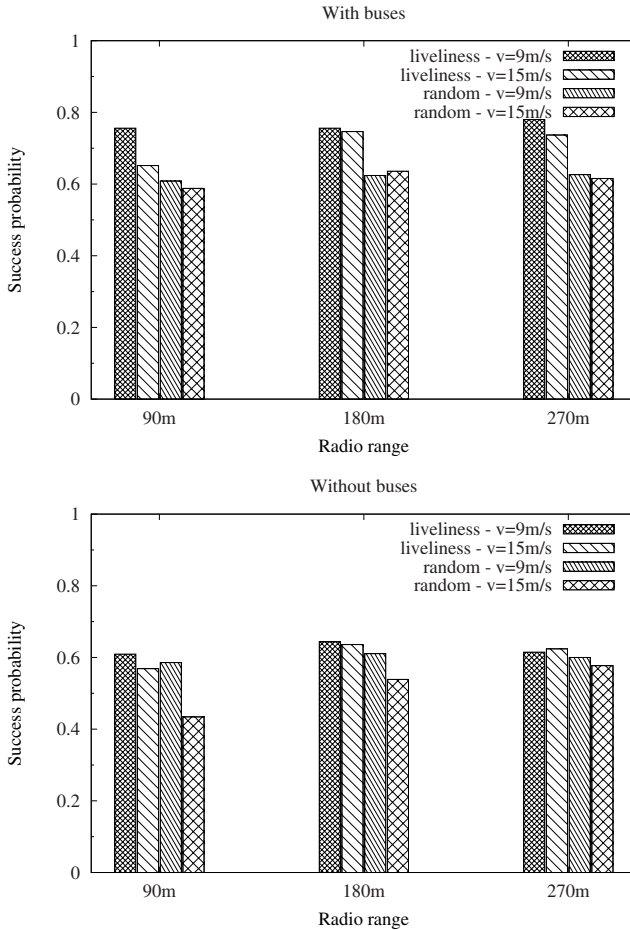 With buses
1
0.8
0.6
0.4
0.2
0
Success probability
liveliness - v=9m/s
liveliness - v=15m/s
random - v=9m/s
random - v=15m/s
90m 180m 270m
Radio range
Without buses
1
0.8
0.6
0.4
0.2
0
Success probability
liveliness - v=9m/s
liveliness - v=15m/s
random - v=9m/s
random - v=15m/s
90m 180m 270m
Radio range